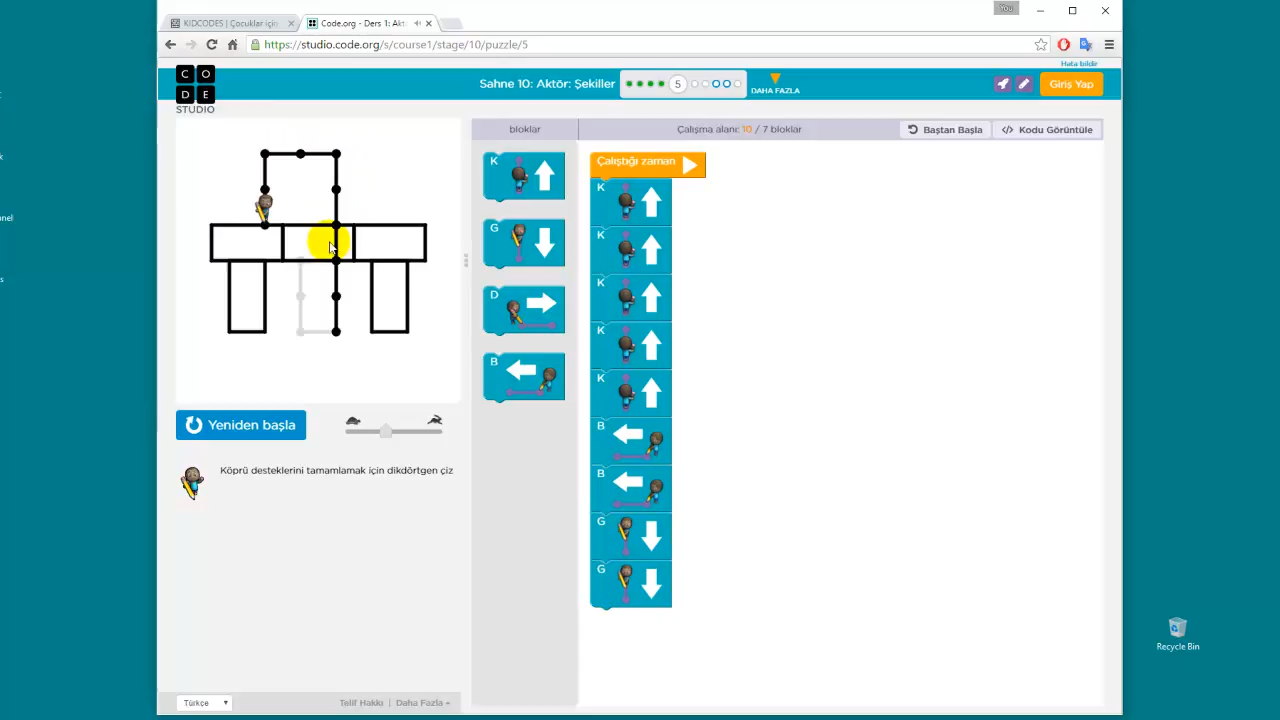 You
KIDCODES | Çocuklar için
Code.org - Ders 1: Akt
https://studio.code.org/s/course1/stage/10/puzzle/5
Hata bildir
C O
D E
STUDIO
Sahne 10: Aktör: Şekiller
5
DAHA FAZLA
Giriş Yap
bloklar
Çalışma alanı: 10 / 7 bloklar
Baştan Başla
</> Kodu Görüntüle
K
G
D
B
Çalıştığı zaman
K
K
K
K
K
B
B
G
G
Yeniden başla
Köprü desteklerini tamamlamak için dikdörtgen çiz
Türkçe
Telif Hakkı | Daha Fazla
Recycle Bin